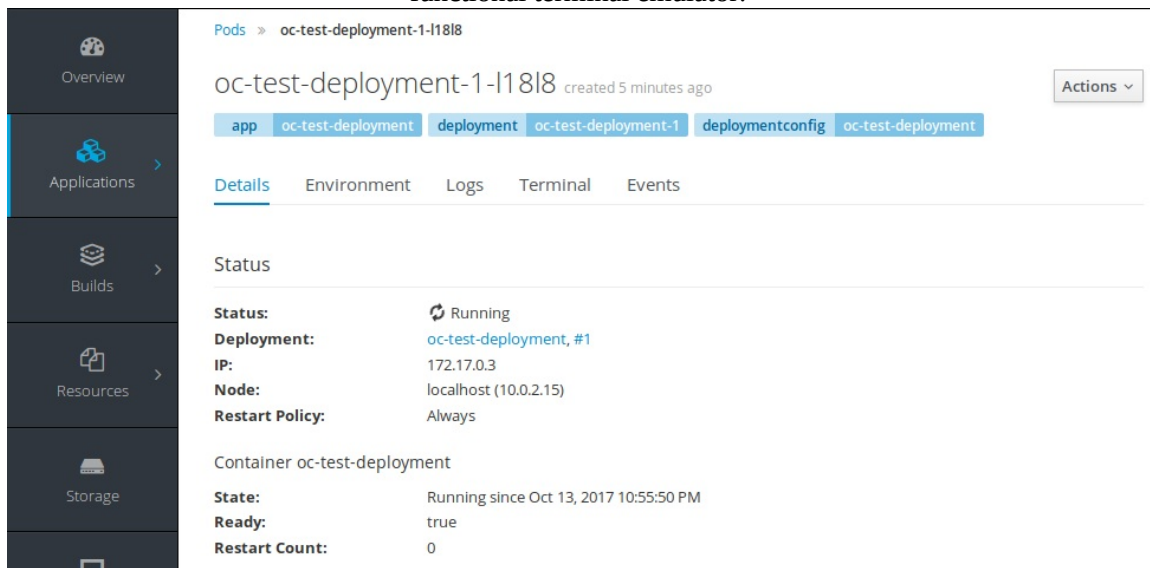 functional terminal emulator.
Pods » oc-test-deployment-1-l18l8
Overview
oc-test-deployment-1-l18l8 created 5 minutes ago
Actions
app oc-test-deployment deployment oc-test-deployment-1 deploymentconfig oc-test-deployment
Applications
Details Environment Logs Terminal Events
Builds
Status
Status: Running
Deployment: oc-test-deployment, #1
IP: 172.17.0.3
Node: localhost (10.0.2.15)
Restart Policy: Always
Resources
Container oc-test-deployment
State: Running since Oct 13, 2017 10:55:50 PM
Ready: true
Restart Count: 0
Storage